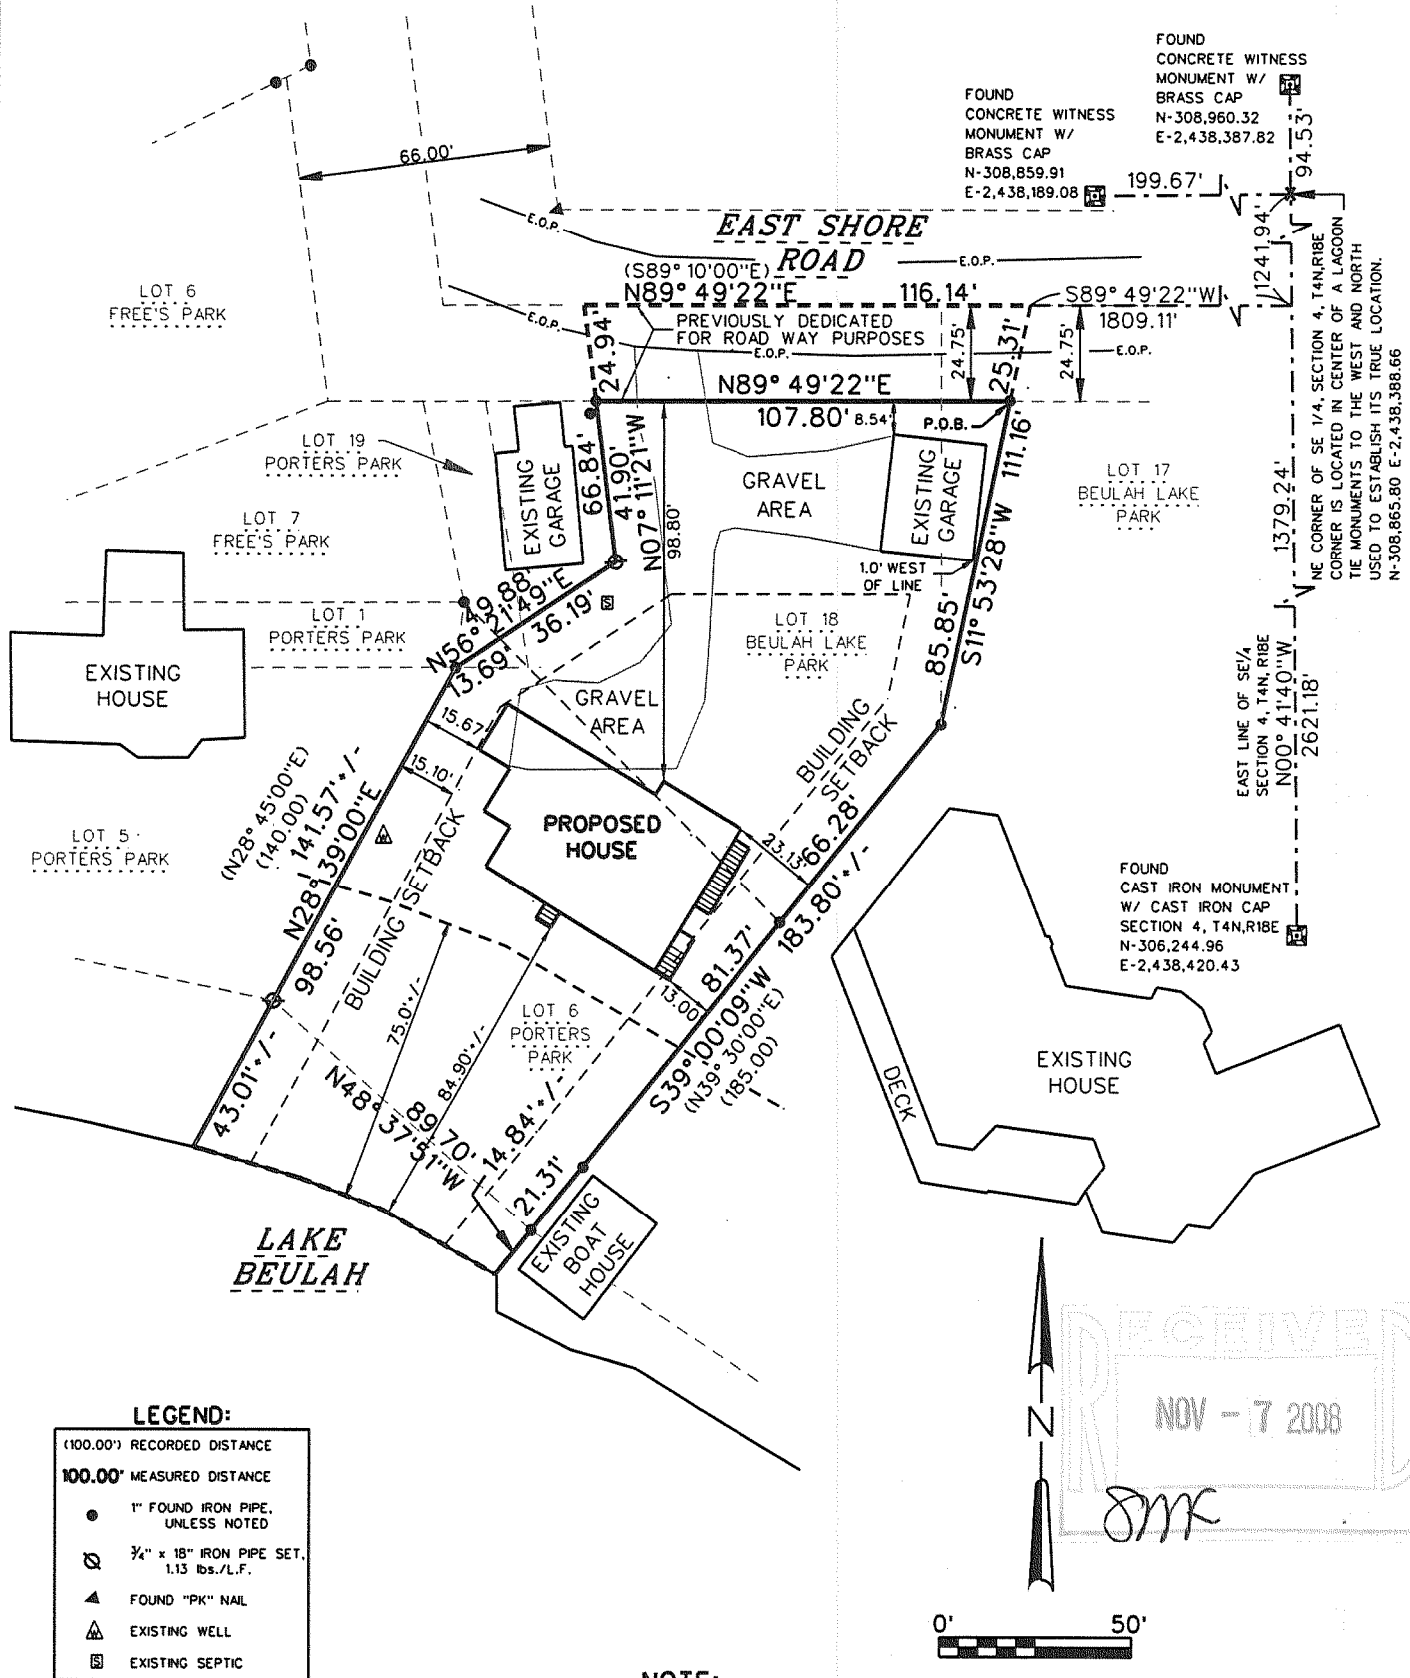 FOUND
CONCRETE WITNESS
MONUMENT W/
BRASS CAP
N-308,960.32
E-2,438,387.82
94.53'
FOUND
CONCRETE WITNESS
MONUMENT W/
BRASS CAP
N-308,859.91
E-2,438,189.08
199.67'
66.00'
E.O.P.
EAST SHORE
ROAD
E.O.P.
(S89° 10'00"E)
N89° 49'22"E
116.14'
S89° 49'22"W
1809.11'
1241.94'
LOT 6
FREE'S PARK
E.O.P.
PREVIOUSLY DEDICATED
FOR ROAD WAY PURPOSES
E.O.P.
E.O.P.
24.94'
24.75'
25.31'
24.75'
N89° 49'22"E
107.80'
8.54'
P.O.B.
NE CORNER OF SE 1/4, SECTION 4, T4N,R18E
CORNER IS LOCATED IN CENTER OF A LAGOON
TIE MONUMENTS TO THE WEST AND NORTH
USED TO ESTABLISH ITS TRUE LOCATION.
N-308,865.80 E-2,438,388.66
1379.24'
LOT 19
PORTERS PARK
EXISTING
GARAGE
66.84'
41.90'
N07° 11'21"W
98.80'
GRAVEL
AREA
EXISTING
GARAGE
111.16'
S11° 53'28"W
85.85'
LOT 17
BEULAH LAKE
PARK
LOT 7
FREE'S PARK
1.0' WEST
OF LINE
49.88'
N56° 21'49"E
13.69'
36.19'
S
LOT 1
PORTERS PARK
LOT 18
BEULAH LAKE
PARK
EXISTING
HOUSE
GRAVEL
AREA
15.67'
15.10'
BUILDING
SETBACK
EAST LINE OF SE1/4
SECTION 4, T4N, R18E
N00° 41'40"W
2621.18'
(N28° 45'00"E)
(140.00)
141.57'+/-
N28° 39'00"E
98.56'
LOT 5
PORTERS PARK
W
PROPOSED
HOUSE
BUILDING SETBACK
23.13'
66.28'
183.80'+/-
FOUND
CAST IRON MONUMENT
W/ CAST IRON CAP
SECTION 4, T4N,R18E
N-306,244.96
E-2,438,420.43
81.37'
13.00'
S39° 00'09"W
(N39° 30'00"E)
(185.00)
LOT 6
PORTERS
PARK
75.0'+/-
84.90'+/-
43.01'+/-
89.70'
N48° 37'51"W
14.84'+/-
21.31'
EXISTING
HOUSE
DECK
EXISTING
BOAT
HOUSE
LAKE
BEULAH
RECEIVED
NOV - 7 2008
SMK
N
0' 50'
LEGEND:
(100.00') RECORDED DISTANCE
100.00' MEASURED DISTANCE
1" FOUND IRON PIPE,
UNLESS NOTED
3/4" x 18" IRON PIPE SET,
1.13 lbs./L.F.
FOUND "PK" NAIL
W EXISTING WELL
S EXISTING SEPTIC
NOTE: